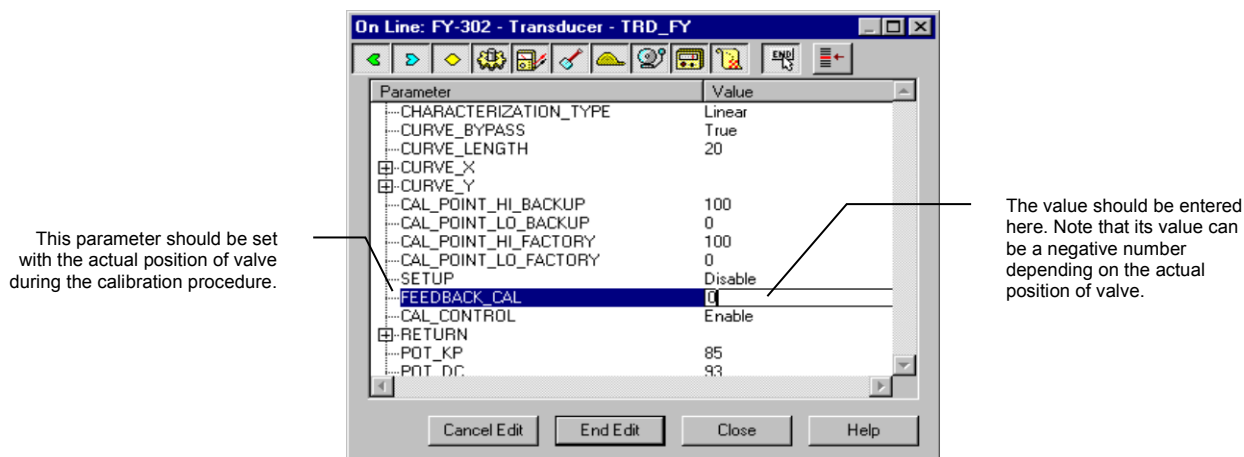 On Line: FY-302 - Transducer - TRD_FY
END
Parameter Value
CHARACTERIZATION_TYPE Linear
CURVE_BYPASS True
CURVE_LENGTH 20
CURVE_X
CURVE_Y
CAL_POINT_HI_BACKUP 100
CAL_POINT_LO_BACKUP 0
CAL_POINT_HI_FACTORY 100
CAL_POINT_LO_FACTORY 0
SETUP Disable
FEEDBACK_CAL 0
CAL_CONTROL Enable
RETURN
POT_KP 85
POT_DC 93
Cancel Edit End Edit Close Help
This parameter should be set
with the actual position of valve
during the calibration procedure.
The value should be entered
here. Note that its value can
be a negative number
depending on the actual
position of valve.